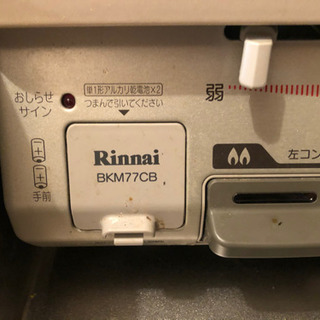 おしらせ
サイン
単1形アルカリ乾電池×2
つまんで引いてください
弱
Rinnai
BKM77CB
手前
左コン